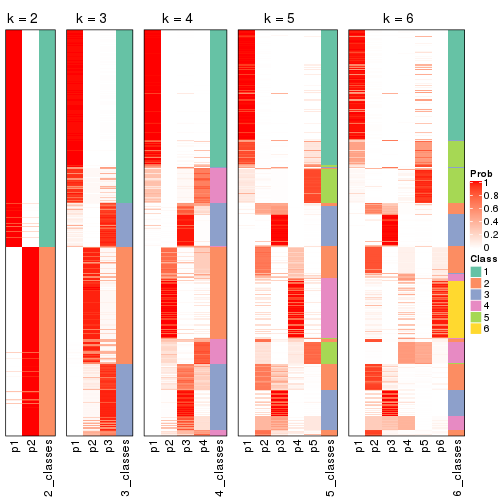 k = 2
k = 3
k = 4
k = 5
k = 6
p1
p2
2_classes
p1
p2
p3
3_classes
p1
p2
p3
p4
4_classes
p1
p2
p3
p4
p5
5_classes
p1
p2
p3
p4
p5
p6
6_classes
Prob
1
0.8
0.6
0.4
0.2
0
Class
1
2
3
4
5
6